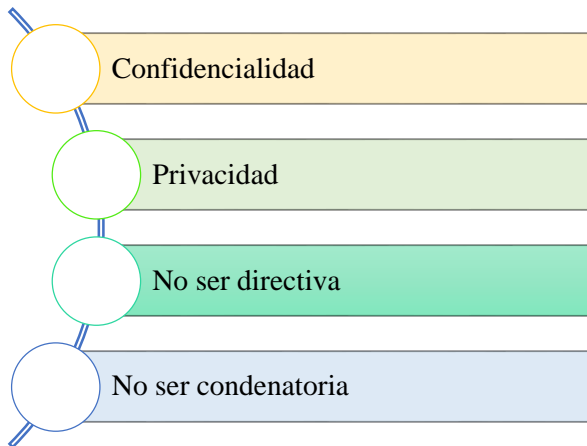 Confidencialidad
Privacidad
No ser directiva
No ser condenatoria